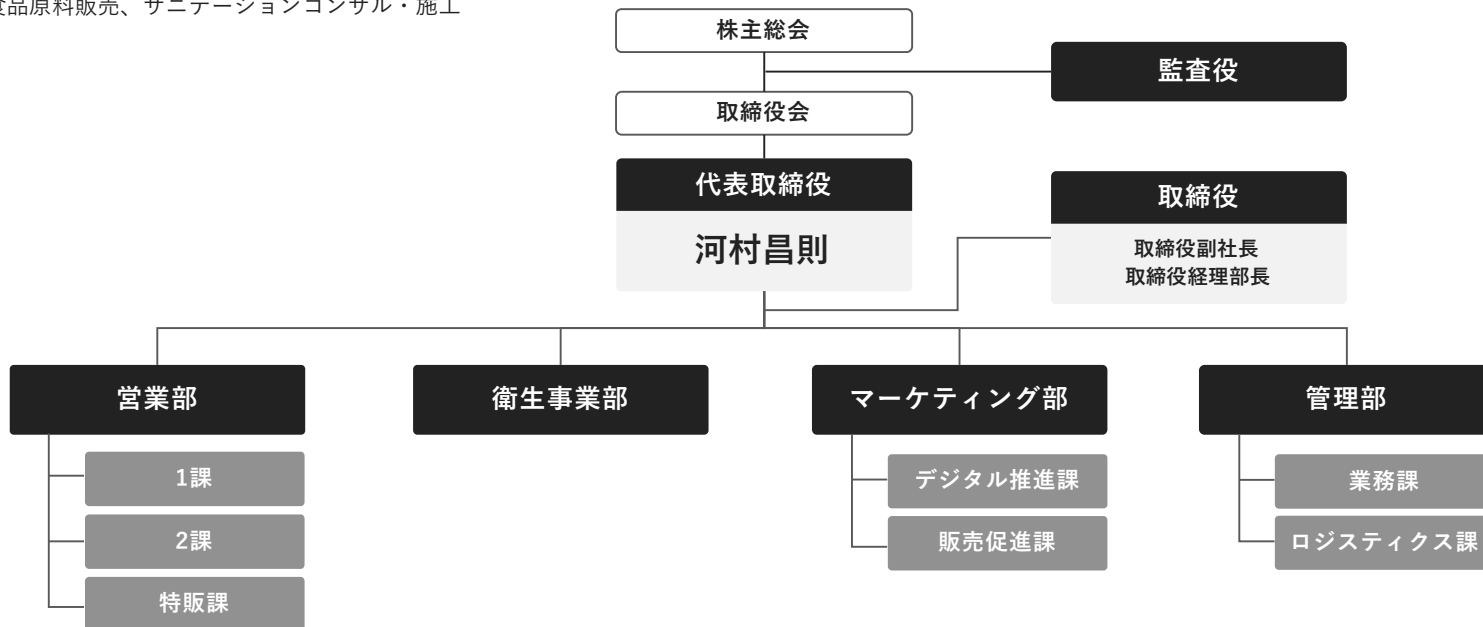 食品原料販売、サニテーションコンサル・施工
株主総会
監査役
取締役会
代表取締役
河村昌則
取締役
取締役副社長
取締役経理部長
営業部
衛生事業部
マーケティング部
管理部
1課
2課
特販課
デジタル推進課
販売促進課
業務課
ロジスティクス課